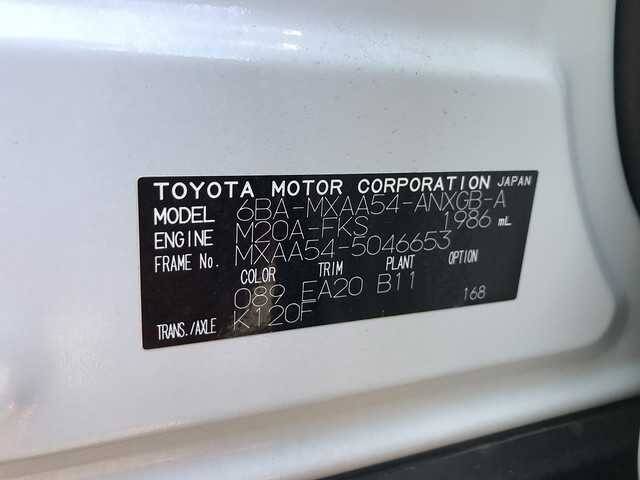 TOYOTA MOTOR CORPORATION JAPAN
MODEL 6BA-MXAA54-ANXGB-A
ENGINE M20A-FKS 1986 mL
FRAME No. MXAA54-5046653
COLOR TRIM PLANT OPTION
089 EA20 B11 168
TRANS./AXLE K120F